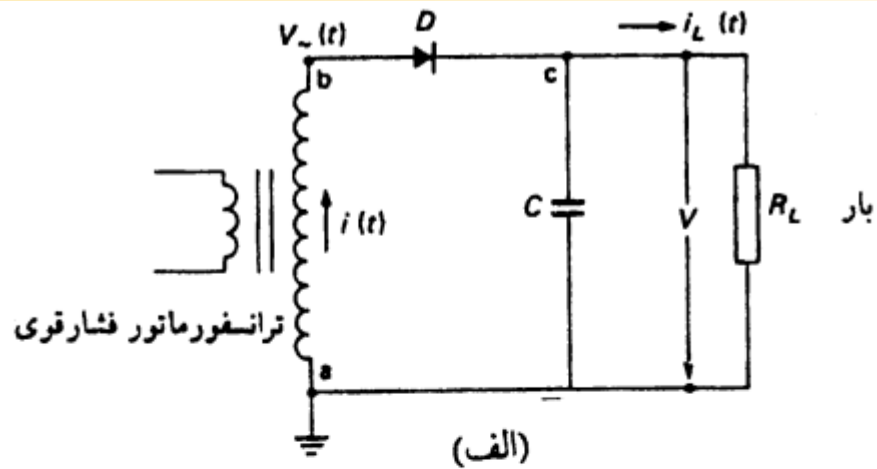 V~(t)
D
i_L (t)
b
c
i (t)
C
V
R_L
بار
ترانسفورماتور فشارقوی
a
(الف)